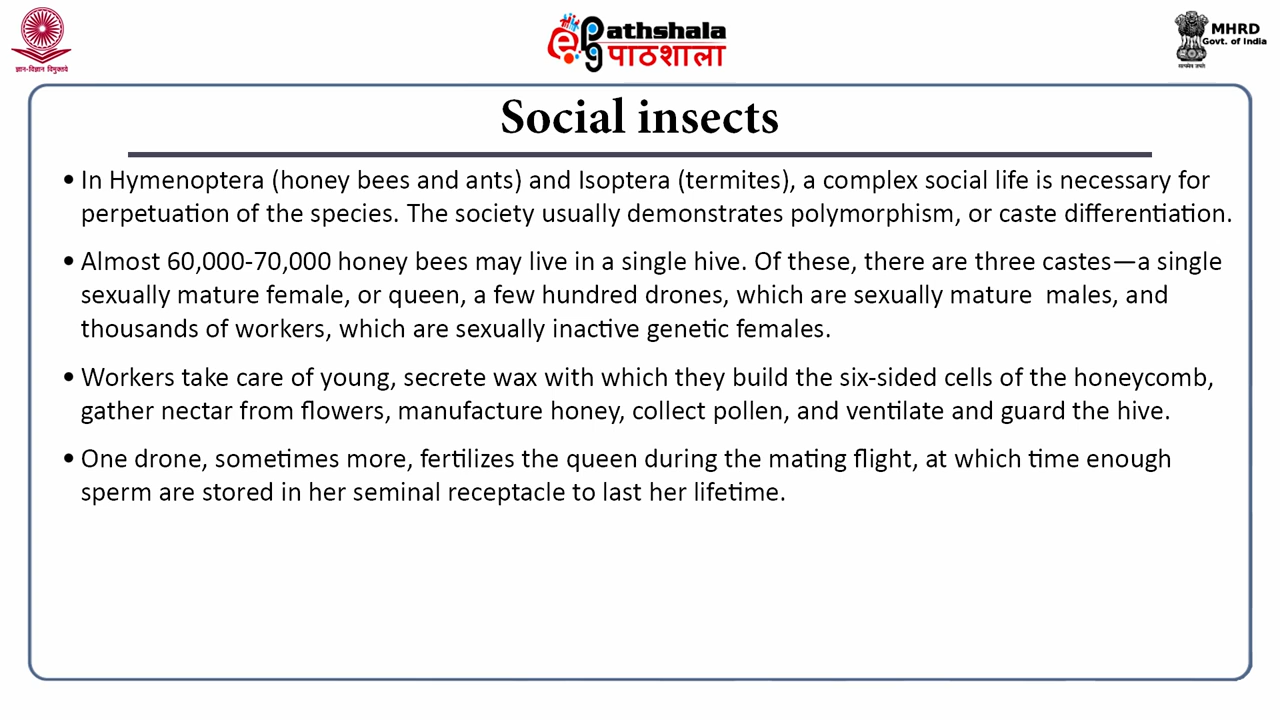 ज्ञान-विज्ञान विमुक्तये
ePG Pathshala
पाठशाला
MHRD
Govt. of India
सत्यमेव जयते
Social insects
• In Hymenoptera (honey bees and ants) and Isoptera (termites), a complex social life is necessary for
perpetuation of the species. The society usually demonstrates polymorphism, or caste differentiation.
• Almost 60,000-70,000 honey bees may live in a single hive. Of these, there are three castes—a single
sexually mature female, or queen, a few hundred drones, which are sexually mature  males, and
thousands of workers, which are sexually inactive genetic females.
• Workers take care of young, secrete wax with which they build the six-sided cells of the honeycomb,
gather nectar from flowers, manufacture honey, collect pollen, and ventilate and guard the hive.
• One drone, sometimes more, fertilizes the queen during the mating flight, at which time enough
sperm are stored in her seminal receptacle to last her lifetime.